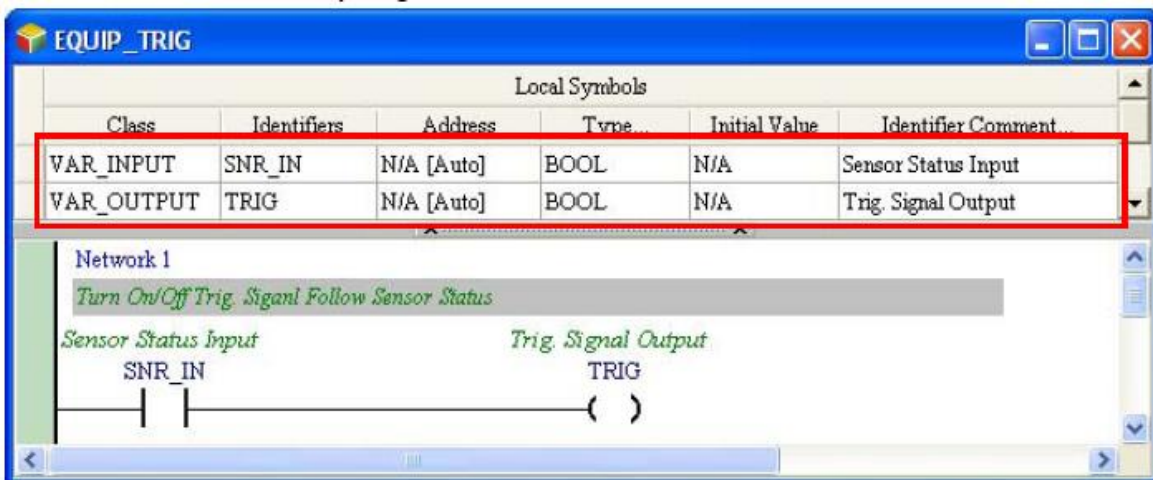 EQUIP_TRIG
Local Symbols
Class Identifiers Address Type... Initial Value Identifier Comment...
VAR_INPUT SNR_IN N/A [Auto] BOOL N/A Sensor Status Input
VAR_OUTPUT TRIG N/A [Auto] BOOL N/A Trig. Signal Output
Network 1
Turn On/Off Trig. Siganl Follow Sensor Status
Sensor Status Input Trig. Signal Output
SNR_IN TRIG